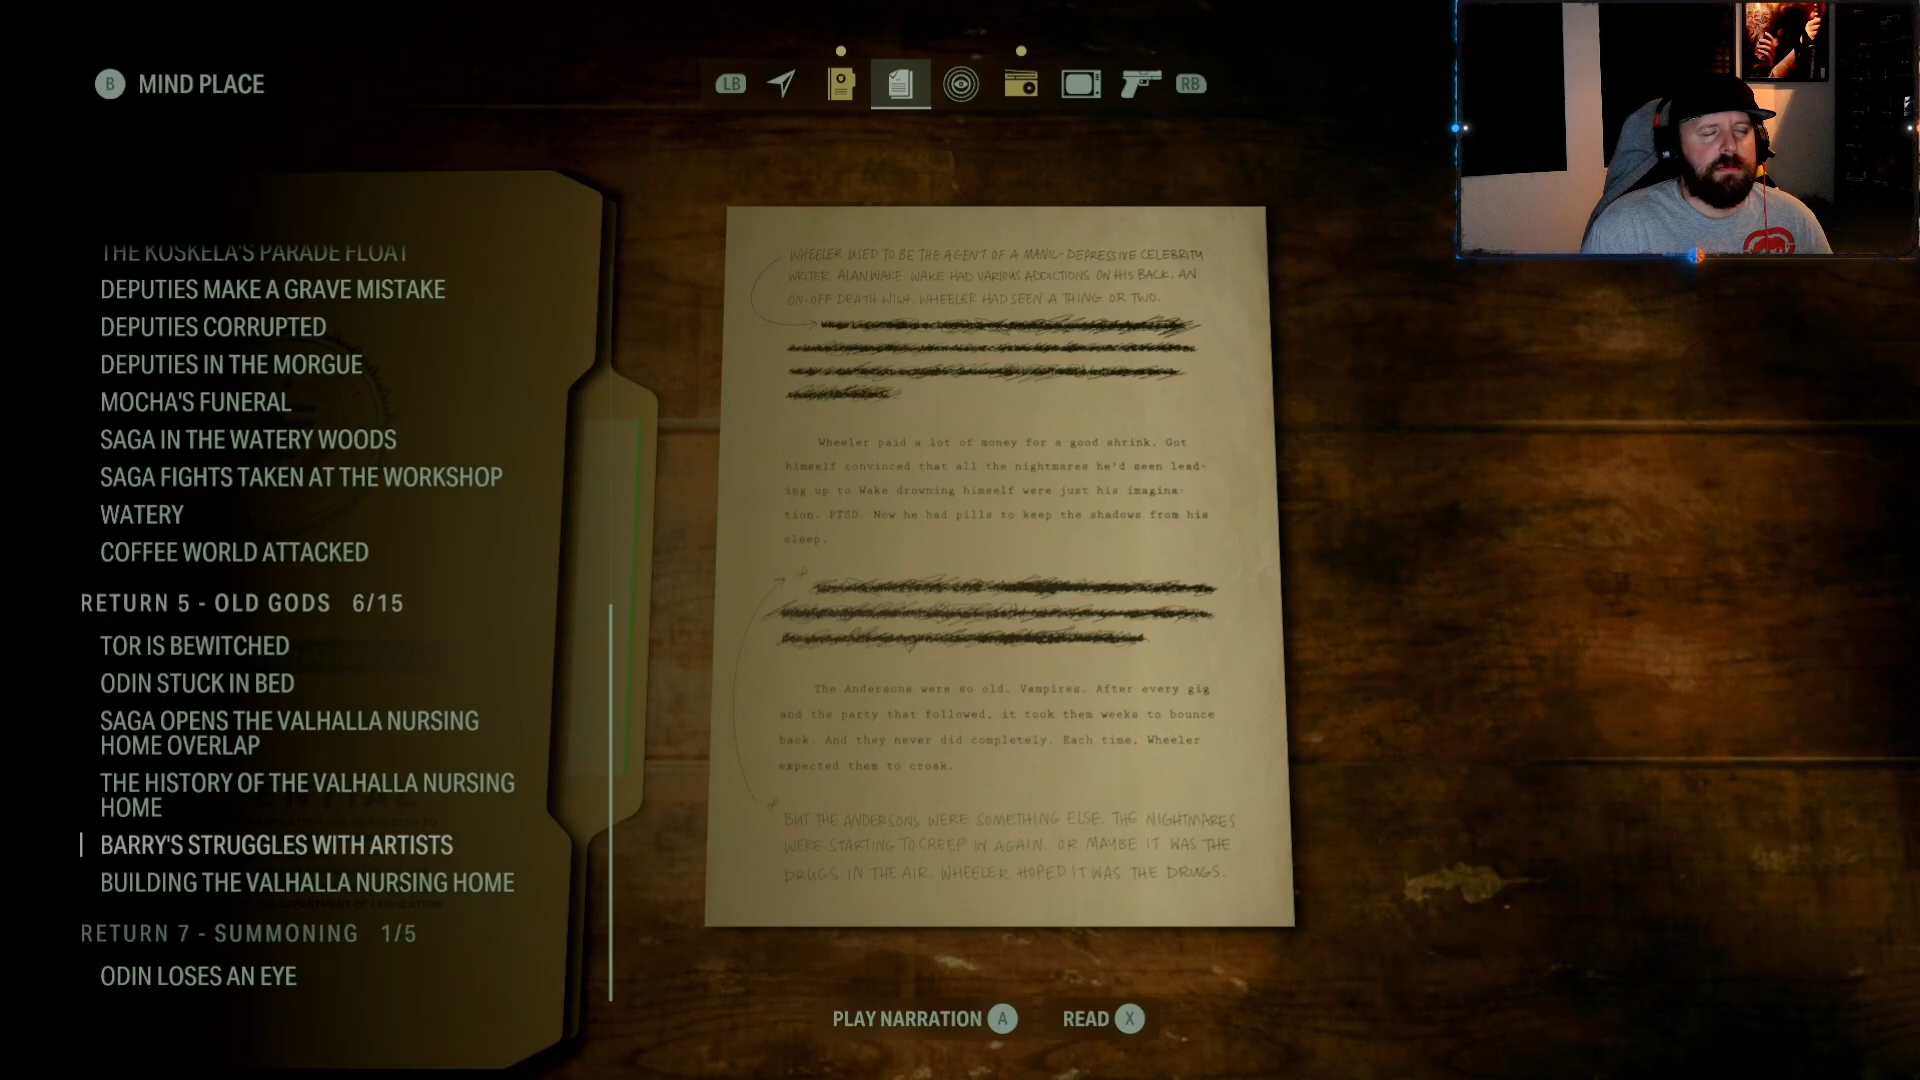 B MIND PLACE
LB
RB
THE KOSKELA'S PARADE FLOAT
DEPUTIES MAKE A GRAVE MISTAKE
DEPUTIES CORRUPTED
DEPUTIES IN THE MORGUE
MOCHA'S FUNERAL
SAGA IN THE WATERY WOODS
SAGA FIGHTS TAKEN AT THE WORKSHOP
WATERY
COFFEE WORLD ATTACKED
RETURN 5 - OLD GODS 6/15
TOR IS BEWITCHED
ODIN STUCK IN BED
SAGA OPENS THE VALHALLA NURSING
HOME OVERLAP
THE HISTORY OF THE VALHALLA NURSING
HOME
BARRY'S STRUGGLES WITH ARTISTS
BUILDING THE VALHALLA NURSING HOME
RETURN 7 - SUMMONING 1/5
ODIN LOSES AN EYE
WHEELER USED TO BE THE AGENT OF A MANIC-DEPRESSIVE CELEBRITY
WRITER, ALAN WAKE. WAKE HAD VARIOUS ADDICTIONS ON HIS BACK, AN
ON-OFF DEATH WISH. WHEELER HAD SEEN A THING OR TWO.
Wheeler paid a lot of money for a good shrink. Got
himself convinced that all the nightmares he'd seen lead-
ing up to Wake drowning himself were just his imagina-
tion. PTSD. Now he had pills to keep the shadows from his
sleep.
The Andersons were so old. Vampires. After every gig
and the party that followed, it took them weeks to bounce
back. And they never did completely. Each time, Wheeler
expected them to croak.
BUT THE ANDERSONS WERE SOMETHING ELSE. THE NIGHTMARES
WERE STARTING TO CREEP IN AGAIN. OR MAYBE IT WAS THE
DRUGS IN THE AIR. WHEELER HOPED IT WAS THE DRUGS.
PLAY NARRATION A READ X